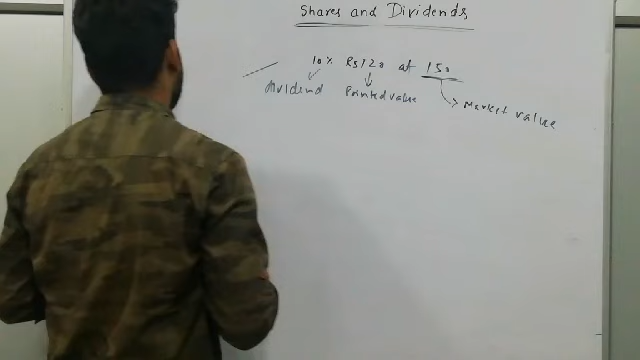 Shares and Dividends
10% Rs120 at 150
dividend Printed value Market value